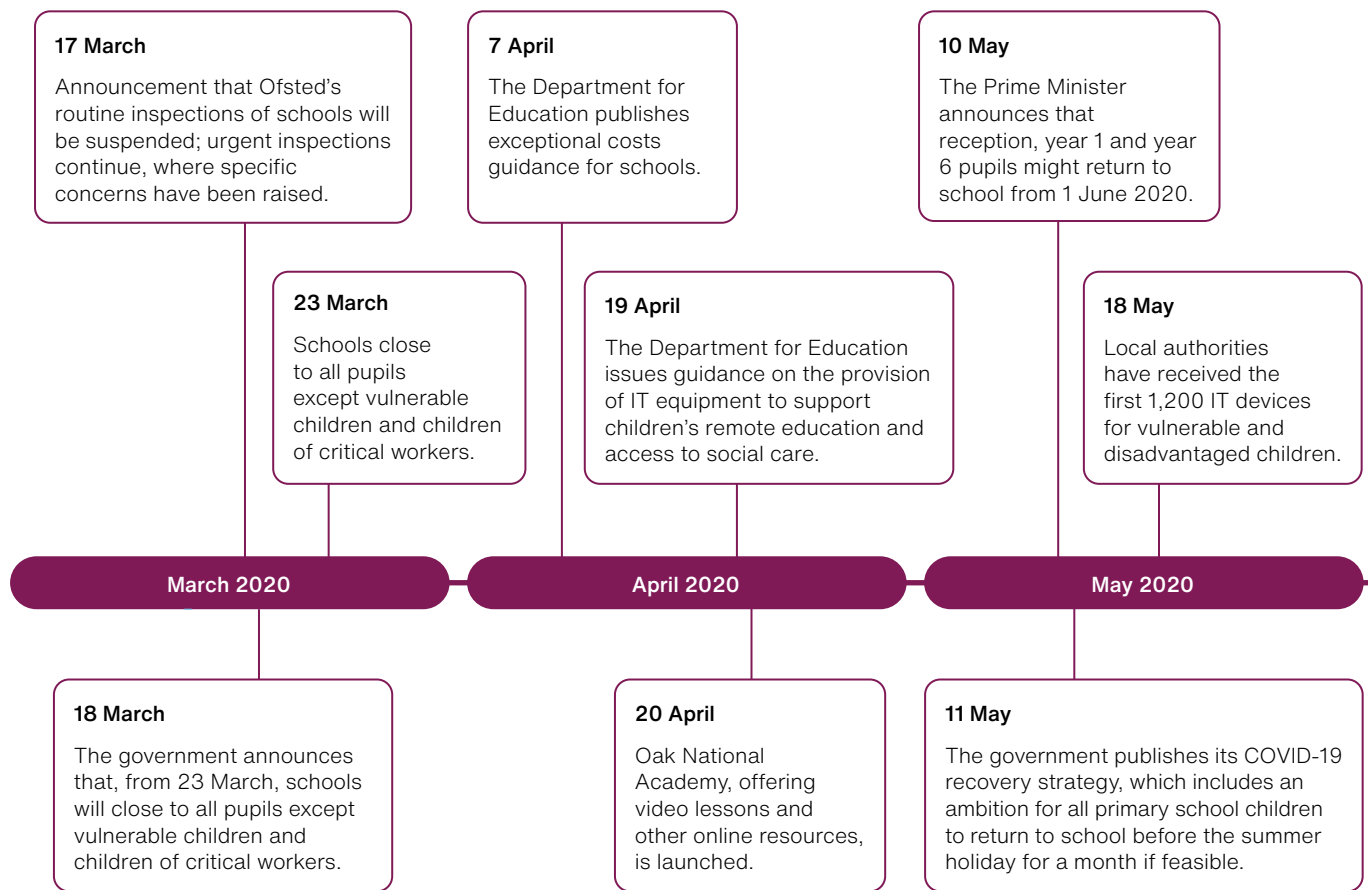 17 March
Announcement that Ofsted's
routine inspections of schools will
be suspended; urgent inspections
continue, where specific
concerns have been raised.
7 April
The Department for
Education publishes
exceptional costs
guidance for schools.
10 May
The Prime Minister
announces that
reception, year 1 and year
6 pupils might return to
school from 1 June 2020.
23 March
Schools close
to all pupils
except vulnerable
children and children
of critical workers.
19 April
The Department for Education
issues guidance on the provision
of IT equipment to support
children's remote education and
access to social care.
18 May
Local authorities
have received the
first 1,200 IT devices
for vulnerable and
disadvantaged children.
March 2020
April 2020
May 2020
18 March
The government announces
that, from 23 March, schools
will close to all pupils except
vulnerable children and
children of critical workers.
20 April
Oak National
Academy, offering
video lessons and
other online resources,
is launched.
11 May
The government publishes its COVID-19
recovery strategy, which includes an
ambition for all primary school children
to return to school before the summer
holiday for a month if feasible.